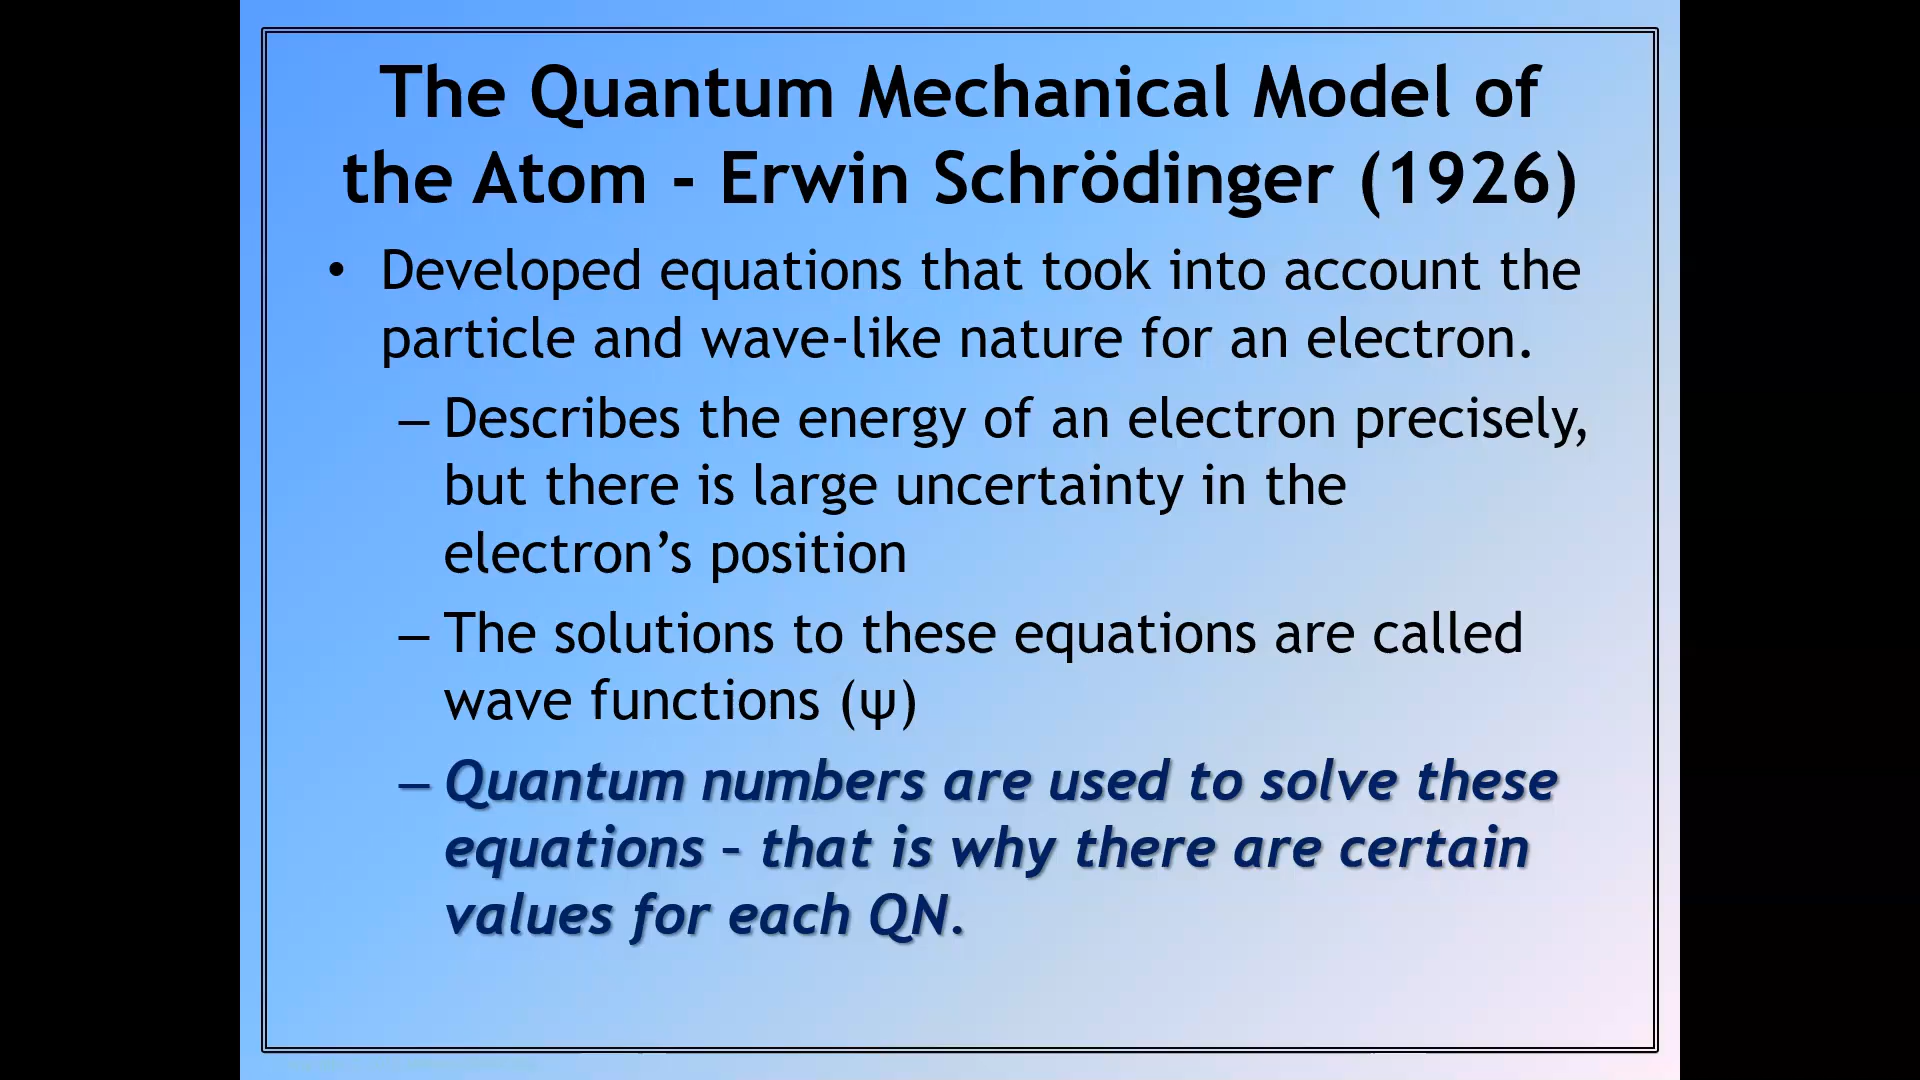 The Quantum Mechanical Model of
the Atom - Erwin Schrödinger (1926)
• Developed equations that took into account the
particle and wave-like nature for an electron.
– Describes the energy of an electron precisely,
but there is large uncertainty in the
electron’s position
– The solutions to these equations are called
wave functions (ψ)
– Quantum numbers are used to solve these
equations – that is why there are certain
values for each QN.